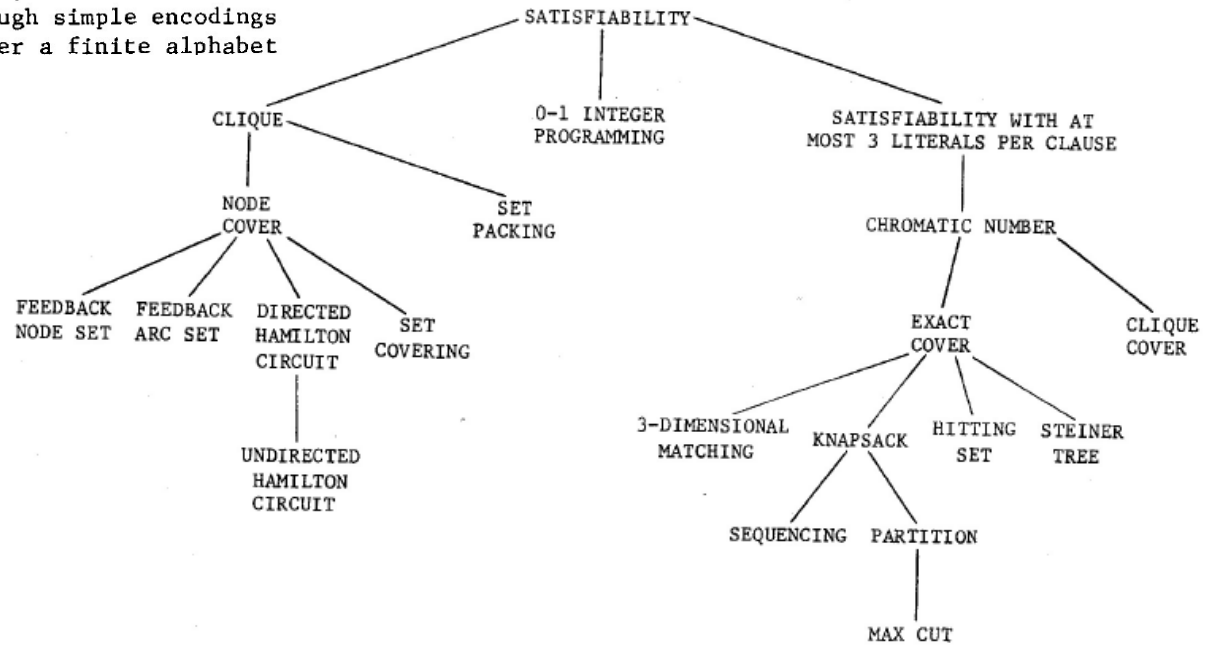 ugh simple encodings
er a finite alphabet
SATISFIABILITY
CLIQUE
0-1 INTEGER
PROGRAMMING
SATISFIABILITY WITH AT
MOST 3 LITERALS PER CLAUSE
NODE
COVER
SET
PACKING
CHROMATIC NUMBER
FEEDBACK
NODE SET
FEEDBACK
ARC SET
DIRECTED
HAMILTON
CIRCUIT
SET
COVERING
EXACT
COVER
CLIQUE
COVER
3-DIMENSIONAL
MATCHING
KNAPSACK
HITTING
SET
STEINER
TREE
UNDIRECTED
HAMILTON
CIRCUIT
SEQUENCING
PARTITION
MAX CUT